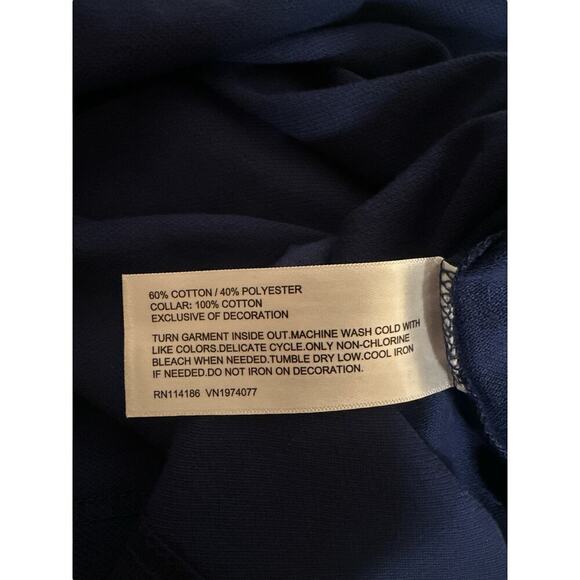 60% COTTON / 40% POLYESTER
COLLAR: 100% COTTON
EXCLUSIVE OF DECORATION
TURN GARMENT INSIDE OUT.MACHINE WASH COLD WITH
LIKE COLORS.DELICATE CYCLE.ONLY NON-CHLORINE
BLEACH WHEN NEEDED.TUMBLE DRY LOW.COOL IRON
IF NEEDED.DO NOT IRON ON DECORATION.
RN114186 VN1974077